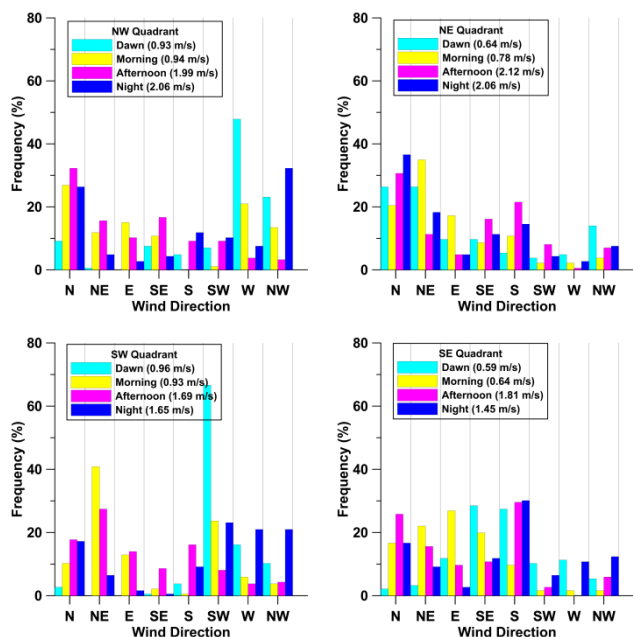 NW Quadrant
Dawn (0.93 m/s)
Morning (0.94 m/s)
Afternoon (1.99 m/s)
Night (2.06 m/s)
80
60
40
20
0
Frequency (%)
N NE E SE S SW W NW
Wind Direction
NE Quadrant
Dawn (0.64 m/s)
Morning (0.78 m/s)
Afternoon (2.12 m/s)
Night (2.06 m/s)
80
60
40
20
0
Frequency (%)
N NE E SE S SW W NW
Wind Direction
SW Quadrant
Dawn (0.96 m/s)
Morning (0.93 m/s)
Afternoon (1.69 m/s)
Night (1.65 m/s)
80
60
40
20
0
Frequency (%)
N NE E SE S SW W NW
Wind Direction
SE Quadrant
Dawn (0.59 m/s)
Morning (0.64 m/s)
Afternoon (1.81 m/s)
Night (1.45 m/s)
80
60
40
20
0
Frequency (%)
N NE E SE S SW W NW
Wind Direction